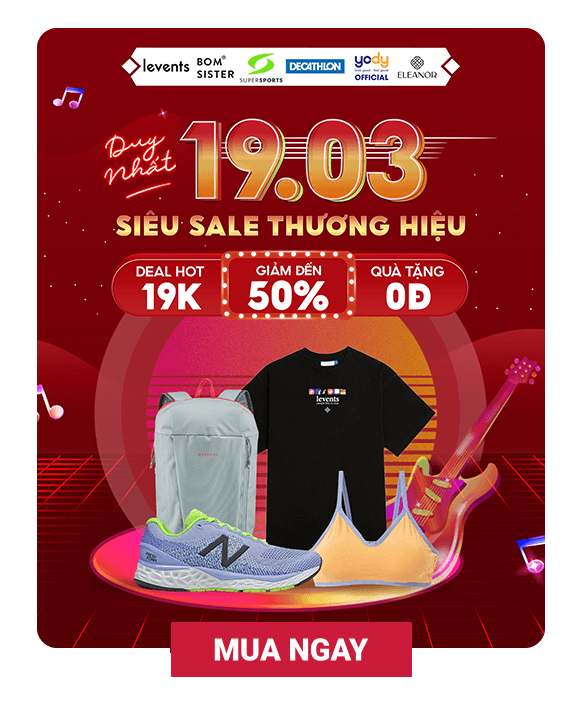 levents BOM® SISTER SUPERSPORTS DECATHLON yody OFFICIAL ELEANOR
Duy
Nhất
19.03
SIÊU SALE THƯƠNG HIỆU
DEAL HOT
19K
GIẢM ĐẾN
50%
QUÀ TẶNG
0Đ
levents
N
MUA NGAY